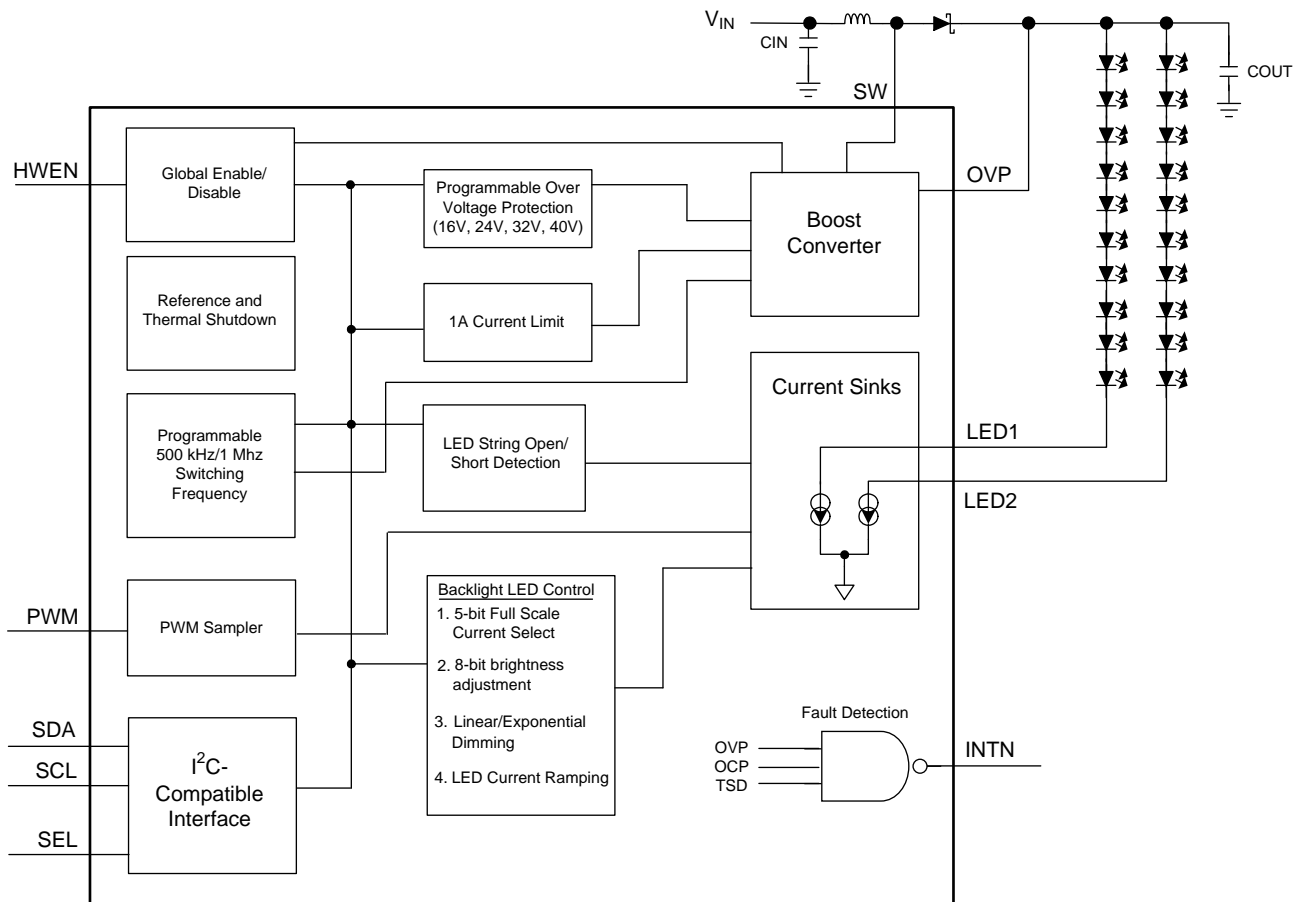 VIN
CIN
COUT
SW
HWEN
Global Enable/
Disable
Programmable Over
Voltage Protection
(16V, 24V, 32V, 40V)
Boost
Converter
OVP
Reference and
Thermal Shutdown
1A Current Limit
Programmable
500 kHz/1 Mhz
Switching
Frequency
LED String Open/
Short Detection
Current Sinks
LED1
LED2
PWM
PWM Sampler
Backlight LED Control
1. 5-bit Full Scale
Current Select
2. 8-bit brightness
adjustment
3. Linear/Exponential
Dimming
4. LED Current Ramping
SDA
SCL
SEL
I2C-
Compatible
Interface
Fault Detection
OVP
OCP
TSD
INTN